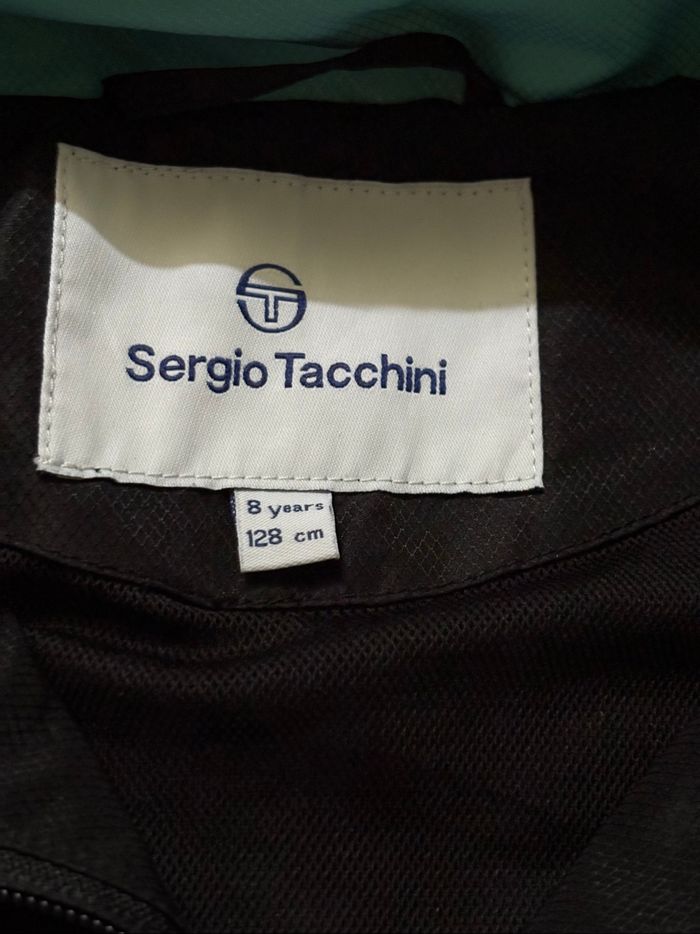 Sergio Tacchini
8 years
128 cm